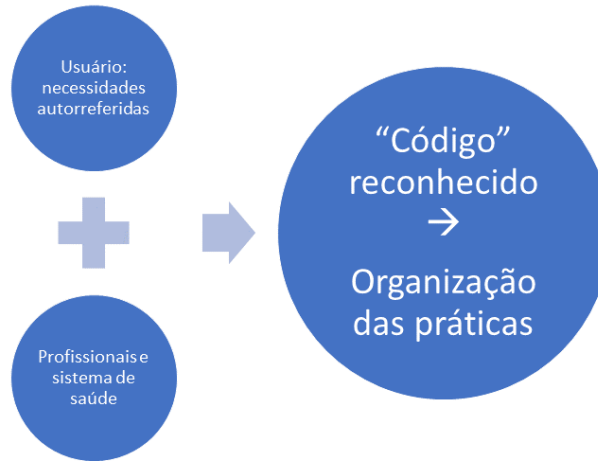 Usuário:
necessidades
autorreferidas
Profissionais e
sistema de
saúde
“Código”
reconhecido
→
Organização
das práticas